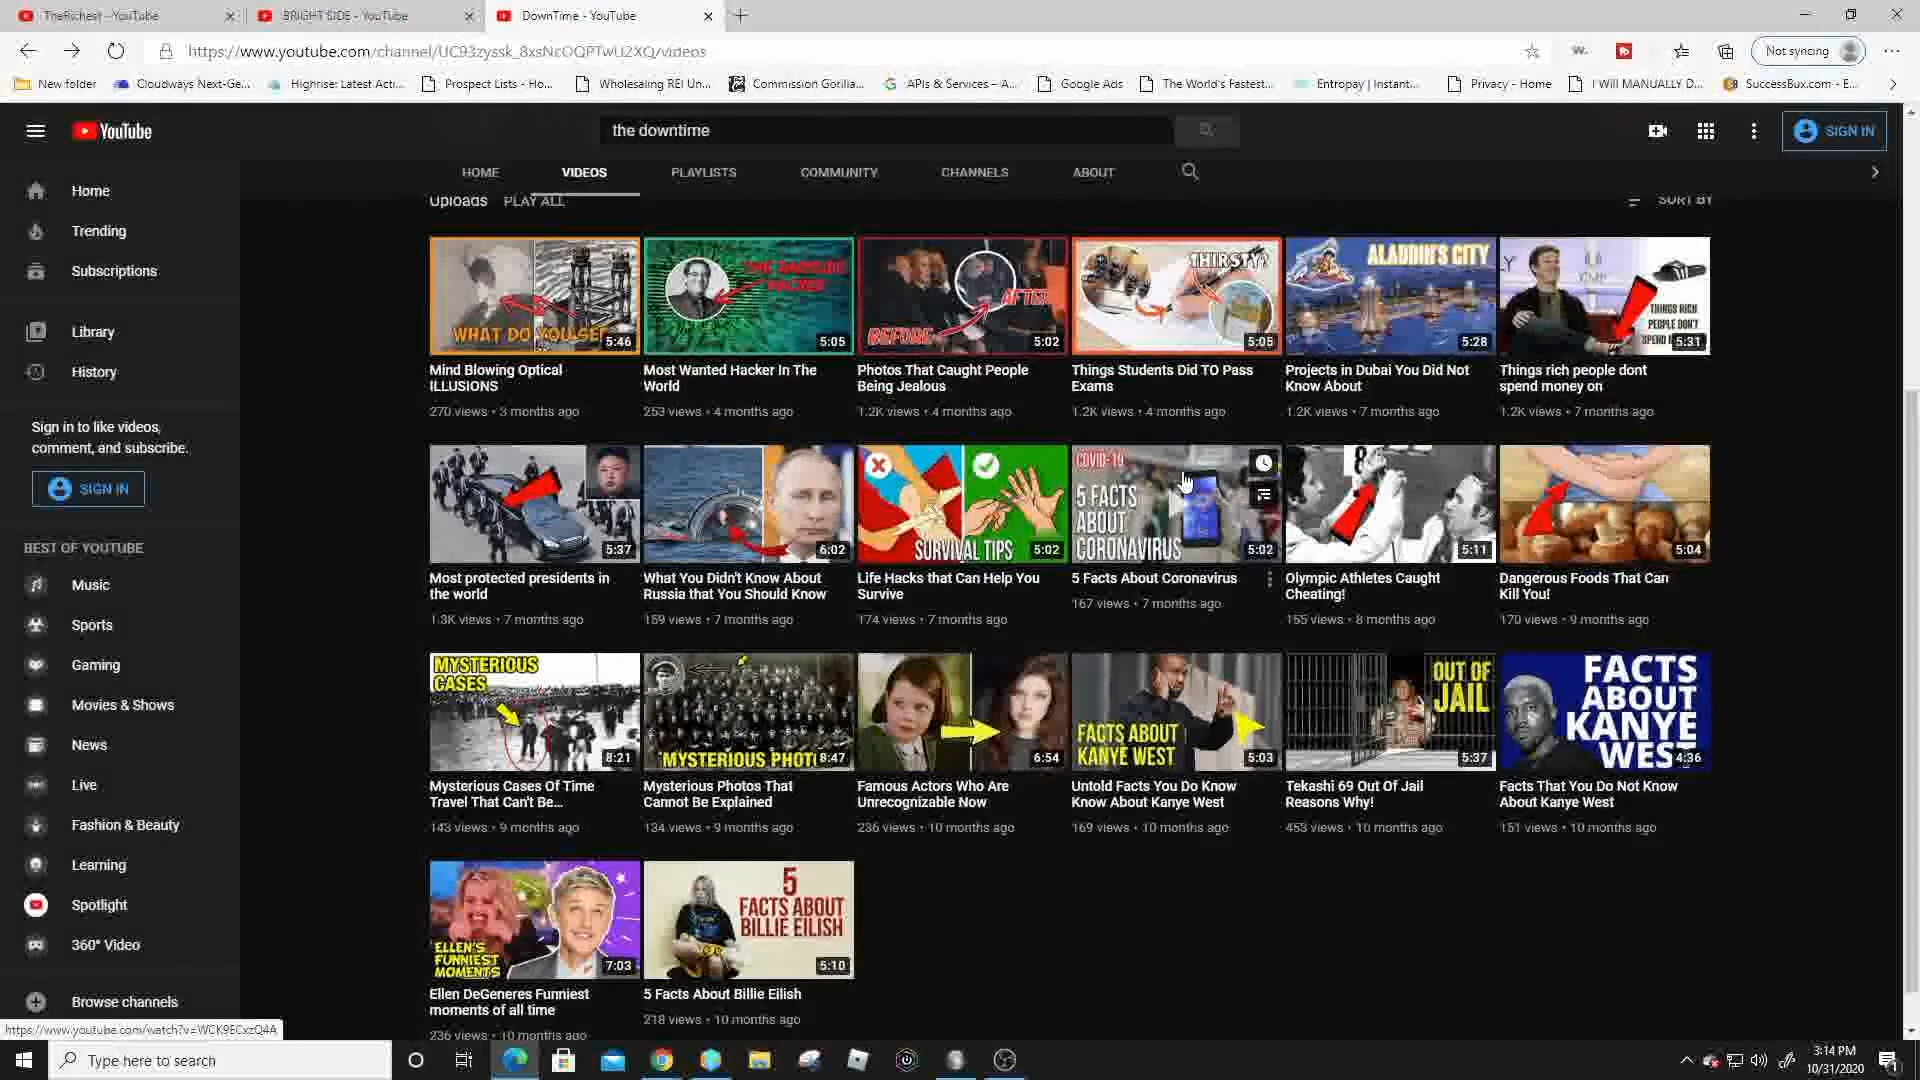 TheRichest - YouTube
BRIGHT SIDE - YouTube
DownTime - YouTube
https://www.youtube.com/channel/UC93zyssk_8xsNcOQPTwU2XQ/videos
Not syncing
New folder
Cloudways Next-Ge...
Highrise: Latest Acti...
Prospect Lists - Ho...
Wholesaling REI Un...
Commission Gorilla...
APIs & Services – A...
Google Ads
The World's Fastest...
Entropay | Instant...
Privacy - Home
I Will MANUALLY D...
SuccessBux.com - E...
YouTube
the downtime
SIGN IN
HOME
VIDEOS
PLAYLISTS
COMMUNITY
CHANNELS
ABOUT
Uploads
PLAY ALL
SORT BY
Home
Trending
Subscriptions
Library
History
Sign in to like videos,
comment, and subscribe.
SIGN IN
BEST OF YOUTUBE
Music
Sports
Gaming
Movies & Shows
News
Live
Fashion & Beauty
Learning
Spotlight
360° Video
Browse channels
https://www.youtube.com/watch?v=WCK9ECxzQ4A
WHAT DO YOU SEE
5:46
Mind Blowing Optical
ILLUSIONS
270 views • 3 months ago
5:05
Most Wanted Hacker In The
World
253 views • 4 months ago
BEFORE
AFTER
5:02
Photos That Caught People
Being Jealous
1.2K views • 4 months ago
THIRSTY?
5:05
Things Students Did TO Pass
Exams
1.2K views • 4 months ago
ALADDIN'S CITY
5:28
Projects in Dubai You Did Not
Know About
1.2K views • 7 months ago
THINGS RICH
PEOPLE DON'T
SPEND
5:31
Things rich people dont
spend money on
1.2K views • 7 months ago
5:37
Most protected presidents in
the world
1.3K views • 7 months ago
6:02
What You Didn't Know About
Russia that You Should Know
159 views • 7 months ago
SURVIVAL TIPS
5:02
Life Hacks that Can Help You
Survive
174 views • 7 months ago
COVID-19
5 FACTS
ABOUT
CORONAVIRUS
5:02
5 Facts About Coronavirus
167 views • 7 months ago
8
5:11
Olympic Athletes Caught
Cheating!
155 views • 8 months ago
5:04
Dangerous Foods That Can
Kill You!
170 views • 9 months ago
MYSTERIOUS
CASES
8:21
Mysterious Cases Of Time
Travel That Can't Be...
143 views • 9 months ago
MYSTERIOUS PHOT
8:47
Mysterious Photos That
Cannot Be Explained
134 views • 9 months ago
6:54
Famous Actors Who Are
Unrecognizable Now
236 views • 10 months ago
FACTS ABOUT
KANYE WEST
5:03
Untold Facts You Do Know
Know About Kanye West
169 views • 10 months ago
OUT OF
JAIL
5:37
Tekashi 69 Out Of Jail
Reasons Why!
453 views • 10 months ago
FACTS
ABOUT
KANYE
WEST
4:36
Facts That You Do Not Know
About Kanye West
151 views • 10 months ago
ELLEN'S
FUNNIEST
MOMENTS
7:03
Ellen DeGeneres Funniest
moments of all time
236 views • 10 months ago
5
FACTS ABOUT
BILLIE EILISH
5:10
5 Facts About Billie Eilish
218 views • 10 months ago
Type here to search
3:14 PM
10/31/2020